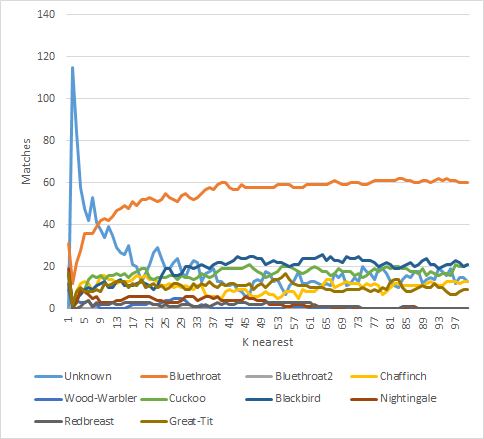 140
120
100
80
60
40
20
0
Matches
1 5 9 13 17 21 25 29 33 37 41 45 49 53 57 61 65 69 73 77 81 85 89 93 97
K nearest
Unknown Bluethroat Bluethroat2 Chaffinch
Wood-Warbler Cuckoo Blackbird Nightingale
Redbreast Great-Tit